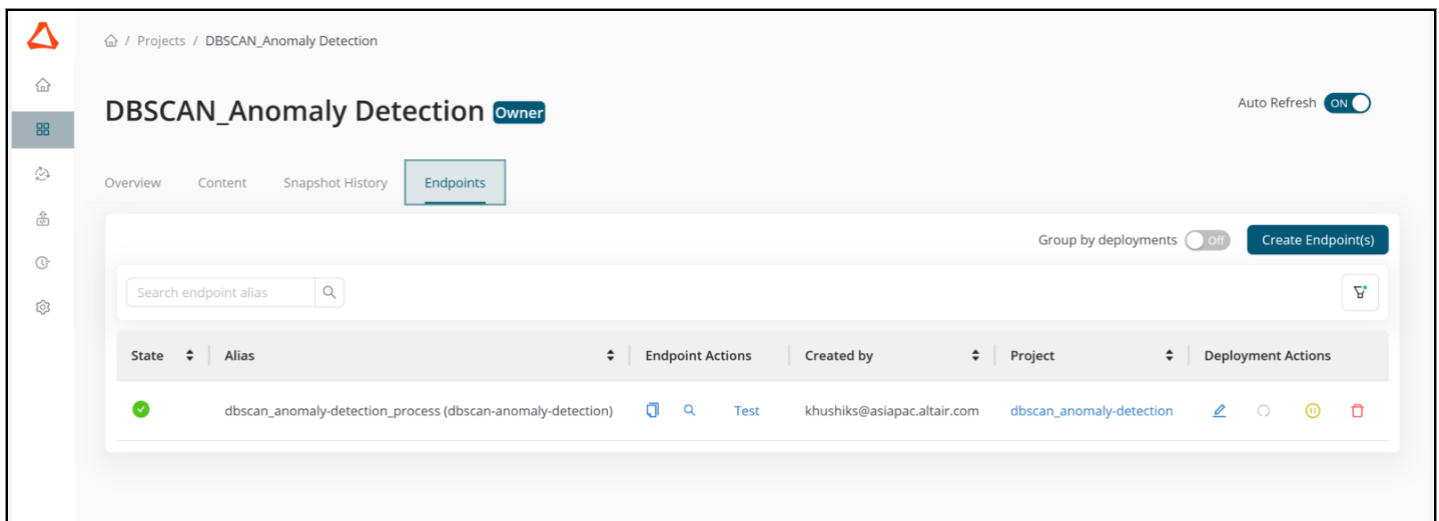 / Projects / DBSCAN_Anomaly Detection
DBSCAN_Anomaly Detection Owner
Auto Refresh ON
Overview Content Snapshot History Endpoints
Group by deployments Off Create Endpoint(s)
Search endpoint alias
State Alias Endpoint Actions Created by Project Deployment Actions
dbscan_anomaly-detection_process (dbscan-anomaly-detection) Test khushiks@asiapac.altair.com dbscan_anomaly-detection